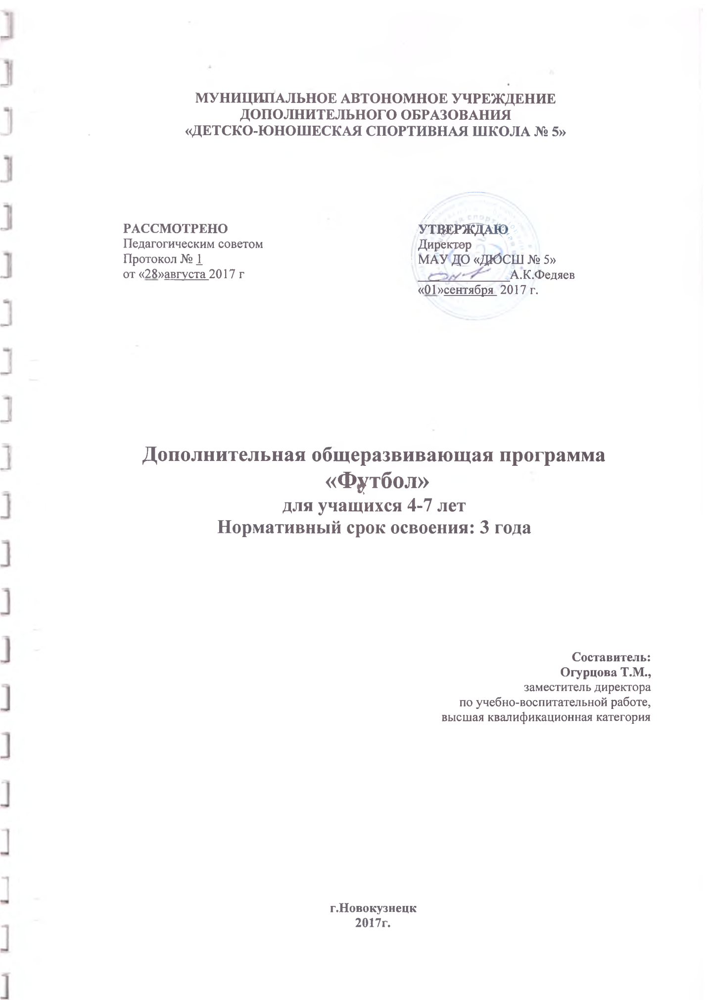 МУНИЦИПАЛЬНОЕ АВТОНОМНОЕ УЧРЕЖДЕНИЕ
ДОПОЛНИТЕЛЬНОГО ОБРАЗОВАНИЯ
«ДЕТСКО-ЮНОШЕСКАЯ СПОРТИВНАЯ ШКОЛА № 5»
РАССМОТРЕНО
Педагогическим советом
Протокол № 1
от «28»августа 2017 г
УТВЕРЖДАЮ
Директор
МАУ ДО «ДЮСШ № 5»
А.К.Федяев
«01»сентября 2017 г.
Дополнительная общеразвивающая программа
«Футбол»
для учащихся 4-7 лет
Нормативный срок освоения: 3 года
Составитель:
Огурцова Т.М.,
заместитель директора
по учебно-воспитательной работе,
высшая квалификационная категория
г.Новокузнецк
2017г.